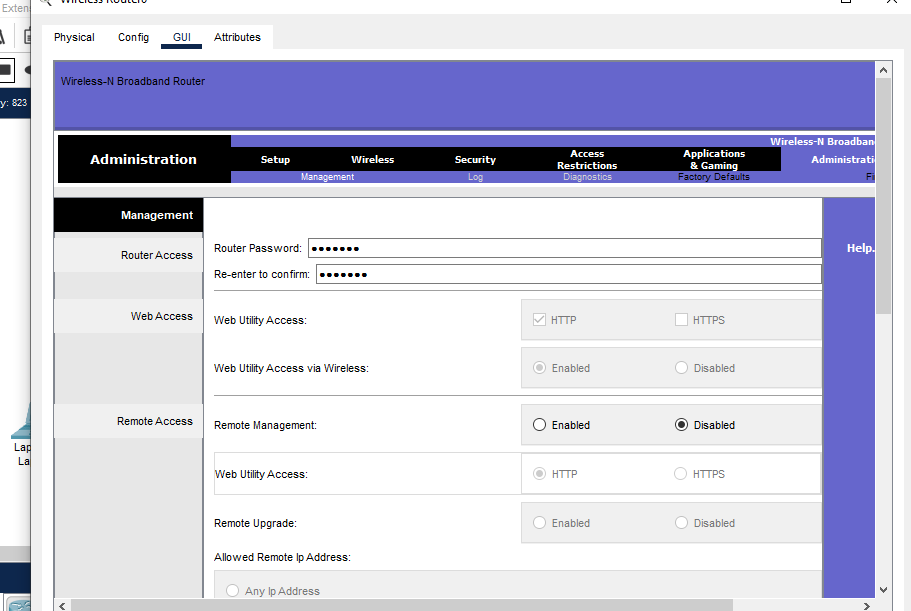 Exten
Wireless Router0
Physical Config GUI Attributes
y: 823
Wireless-N Broadband Router
Wireless-N Broadban
Administration
Setup Wireless Security Access Restrictions Applications & Gaming Administrati
Management Log Diagnostics Factory Defaults Fi
Management
Router Access
Router Password: •••••••
Re-enter to confirm: •••••••
Help.
Web Access
Web Utility Access: HTTP HTTPS
Web Utility Access via Wireless: Enabled Disabled
Remote Access
Remote Management: Enabled Disabled
Lap
La
Web Utility Access: HTTP HTTPS
Remote Upgrade: Enabled Disabled
Allowed Remote Ip Address:
Any Ip Address